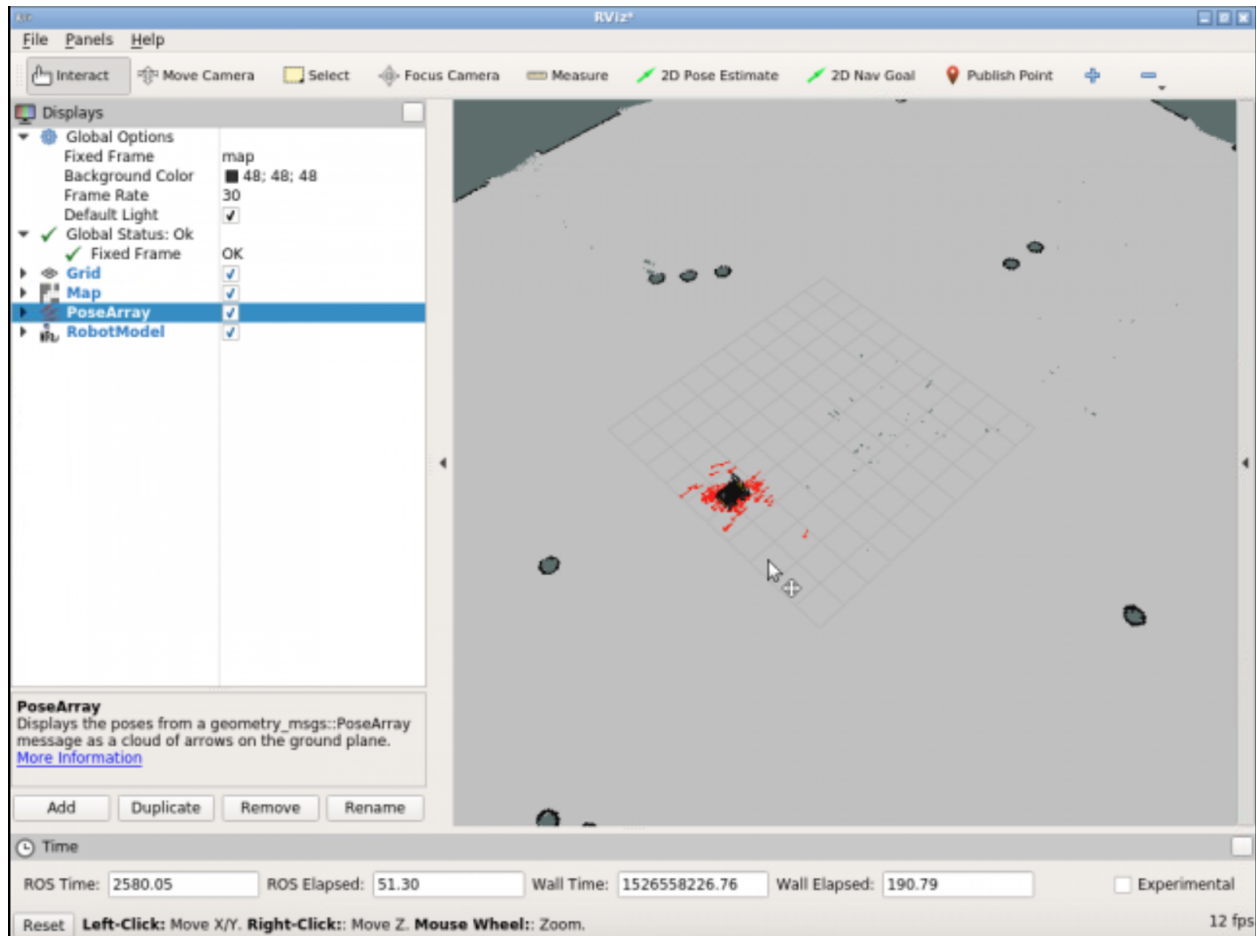 RViz*
File Panels Help
Interact Move Camera Select Focus Camera Measure 2D Pose Estimate 2D Nav Goal Publish Point
Displays
Global Options
Fixed Frame map
Background Color 48; 48; 48
Frame Rate 30
Default Light
Global Status: Ok
Fixed Frame OK
Grid
Map
PoseArray
RobotModel
PoseArray
Displays the poses from a geometry_msgs::PoseArray
message as a cloud of arrows on the ground plane.
More Information
Add Duplicate Remove Rename
Time
ROS Time: 2580.05 ROS Elapsed: 51.30 Wall Time: 1526558226.76 Wall Elapsed: 190.79 Experimental
Reset Left-Click: Move X/Y. Right-Click:: Move Z. Mouse Wheel:: Zoom. 12 fps